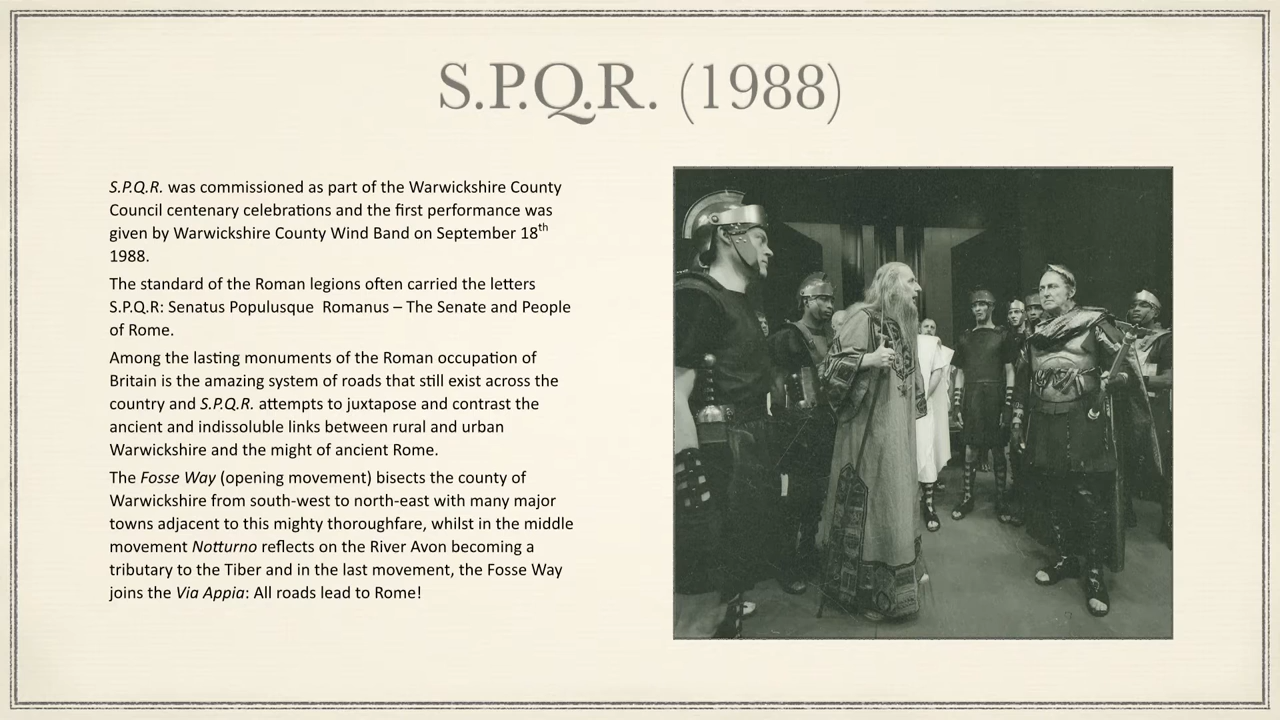 S.P.Q.R. (1988)
S.P.Q.R. was commissioned as part of the Warwickshire County
Council centenary celebrations and the first performance was
given by Warwickshire County Wind Band on September 18th
1988.
The standard of the Roman legions often carried the letters
S.P.Q.R: Senatus Populusque  Romanus – The Senate and People
of Rome.
Among the lasting monuments of the Roman occupation of
Britain is the amazing system of roads that still exist across the
country and S.P.Q.R. attempts to juxtapose and contrast the
ancient and indissoluble links between rural and urban
Warwickshire and the might of ancient Rome.
The Fosse Way (opening movement) bisects the county of
Warwickshire from south-west to north-east with many major
towns adjacent to this mighty thoroughfare, whilst in the middle
movement Notturno reflects on the River Avon becoming a
tributary to the Tiber and in the last movement, the Fosse Way
joins the Via Appia: All roads lead to Rome!